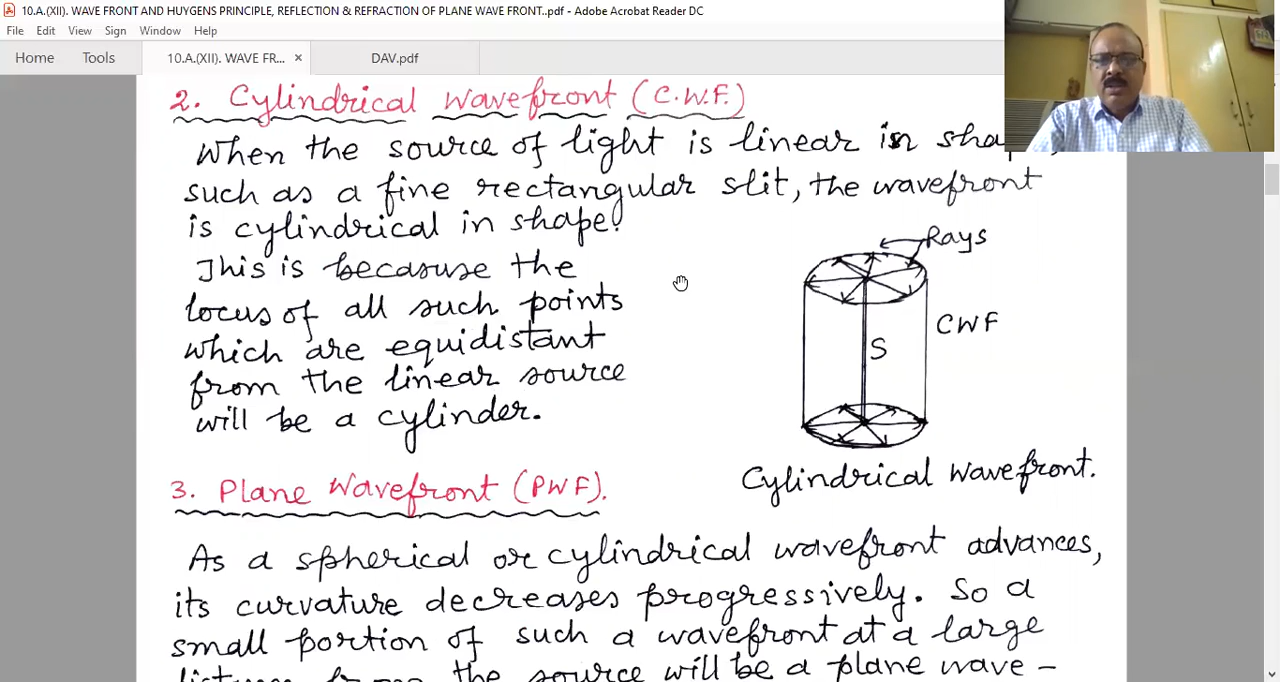 10.A.(XII). WAVE FRONT AND HUYGENS PRINCIPLE, REFLECTION & REFRACTION OF PLANE WAVE FRONT..pdf - Adobe Acrobat Reader DC
File Edit View Sign Window Help
Home Tools 10.A.(XII). WAVE FR... × DAV.pdf
2. Cylindrical Wavefront (C.W.F.)
When the source of light is linear in
such as a fine rectangular slit, the wavefront
is cylindrical in shape.
This is because the
locus of all such points
which are equidistant
from the linear source
will be a cylinder.
Rays
CWF
S
Cylindrical Wavefront.
3. Plane Wavefront (PWF).
As a spherical or cylindrical wavefront advances,
its curvature decreases progressively. So a
small portion of such a wavefront at a large
the source will be a plane wave-